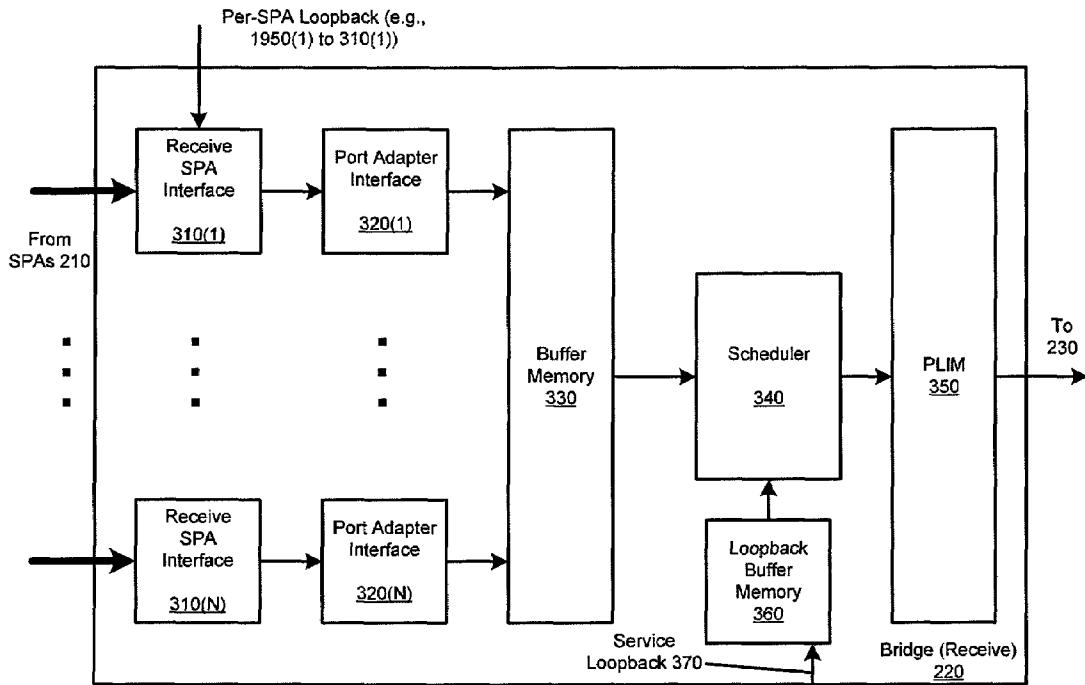 Per-SPA Loopback (e.g.,
1950(1) to 310(1))
Receive
SPA
Interface
310(1)
Port Adapter
Interface
320(1)
From
SPAs 210
Buffer
Memory
330
Scheduler
340
PLIM
350
To
230
Receive
SPA
Interface
310(N)
Port Adapter
Interface
320(N)
Loopback
Buffer
Memory
360
Service
Loopback 370
Bridge (Receive)
220